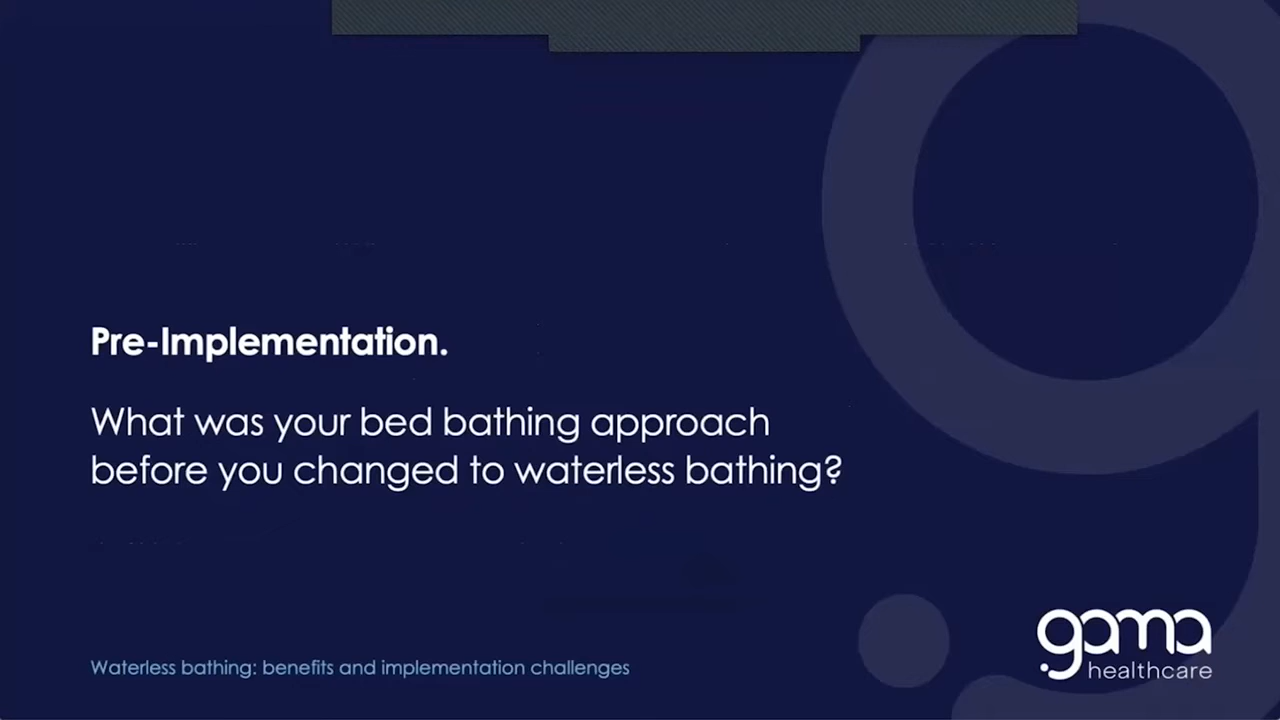 Pre-Implementation.
What was your bed bathing approach
before you changed to waterless bathing?
Waterless bathing: benefits and implementation challenges
gama
healthcare